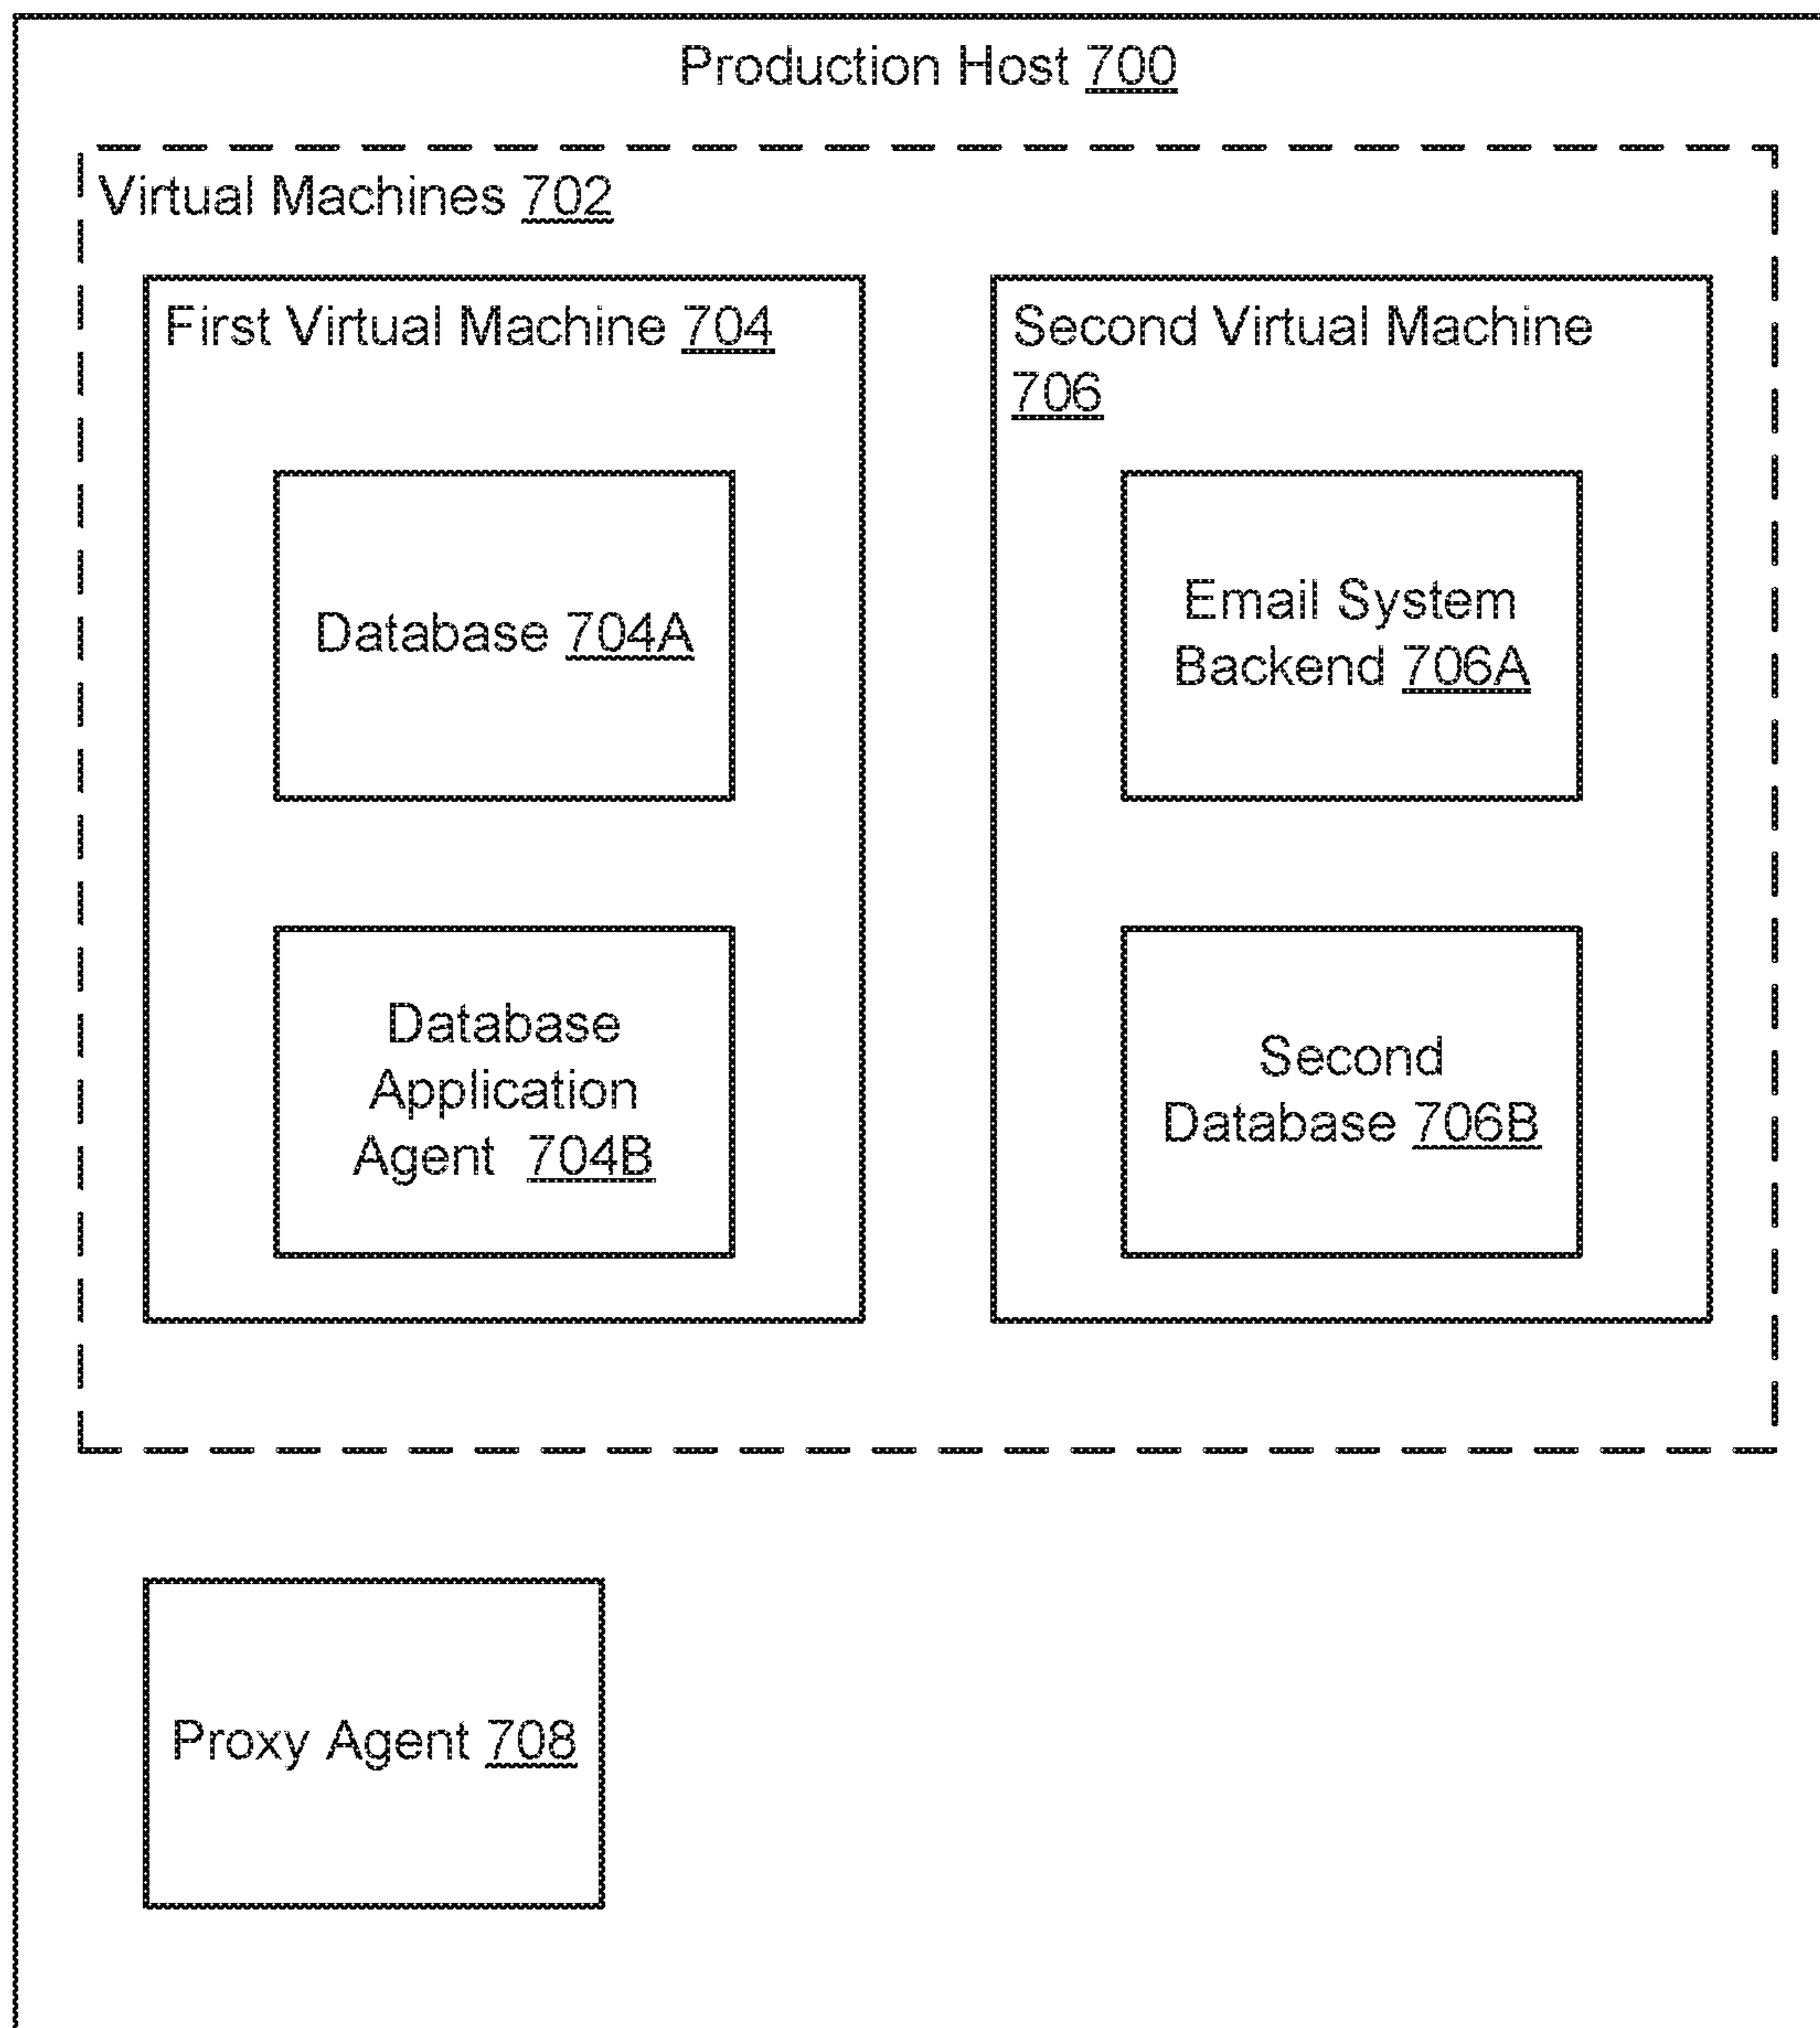 Production Host 700
Virtual Machines 702
First Virtual Machine 704
Database 704A
Database
Application
Agent 704B
Second Virtual Machine
706
Email System
Backend 706A
Second
Database 706B
Proxy Agent 708